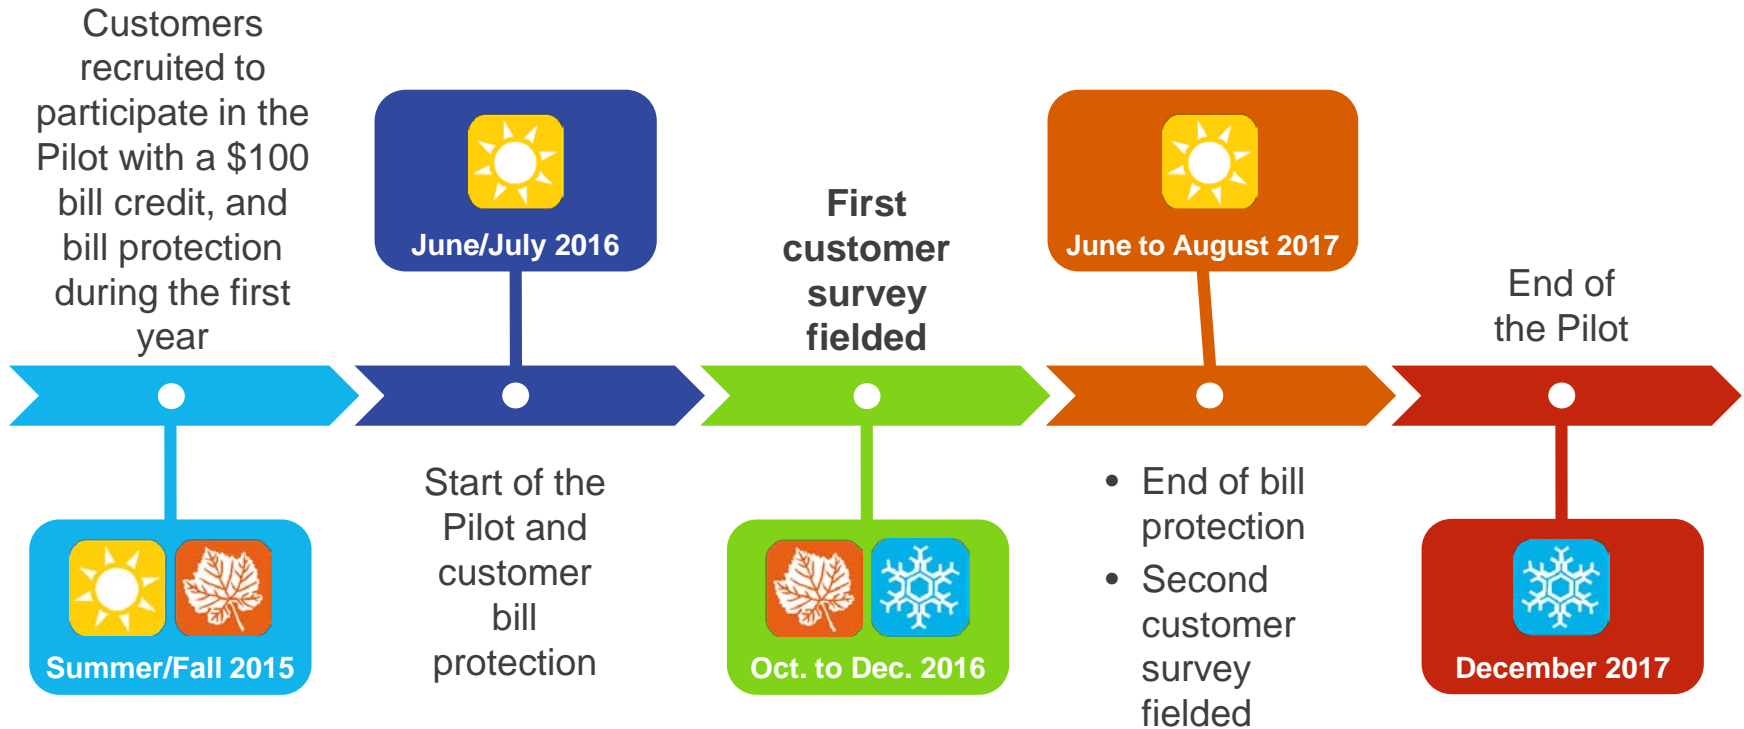 Customers
recruited to
participate in the
Pilot with a $100
bill credit, and
bill protection
during the first
year
Summer/Fall 2015
June/July 2016
Start of the
Pilot and
customer
bill
protection
First
customer
survey
fielded
Oct. to Dec. 2016
June to August 2017
• End of bill
protection
• Second
customer
survey
fielded
End of
the Pilot
December 2017